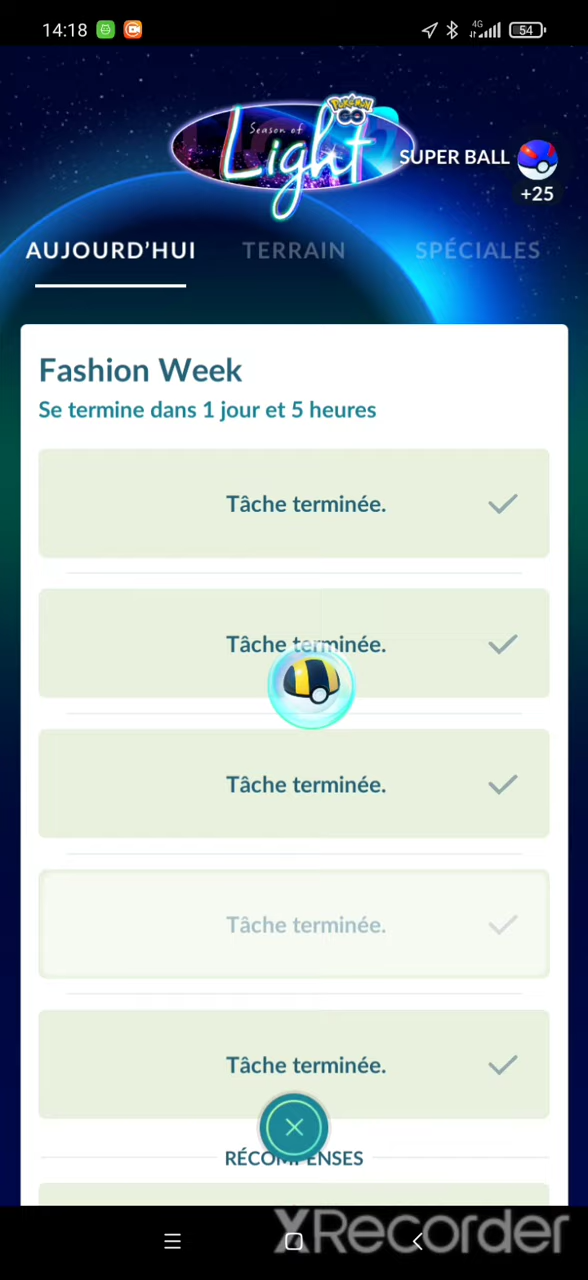 14:18
4G
54
POKÉMON
GO
Season of
Light
SUPER BALL
+25
AUJOURD'HUI
TERRAIN
SPÉCIALES
Fashion Week
Se termine dans 1 jour et 5 heures
Tâche terminée.
Tâche terminée.
Tâche terminée.
Tâche terminée.
Tâche terminée.
RÉCOMPENSES
XRecorder